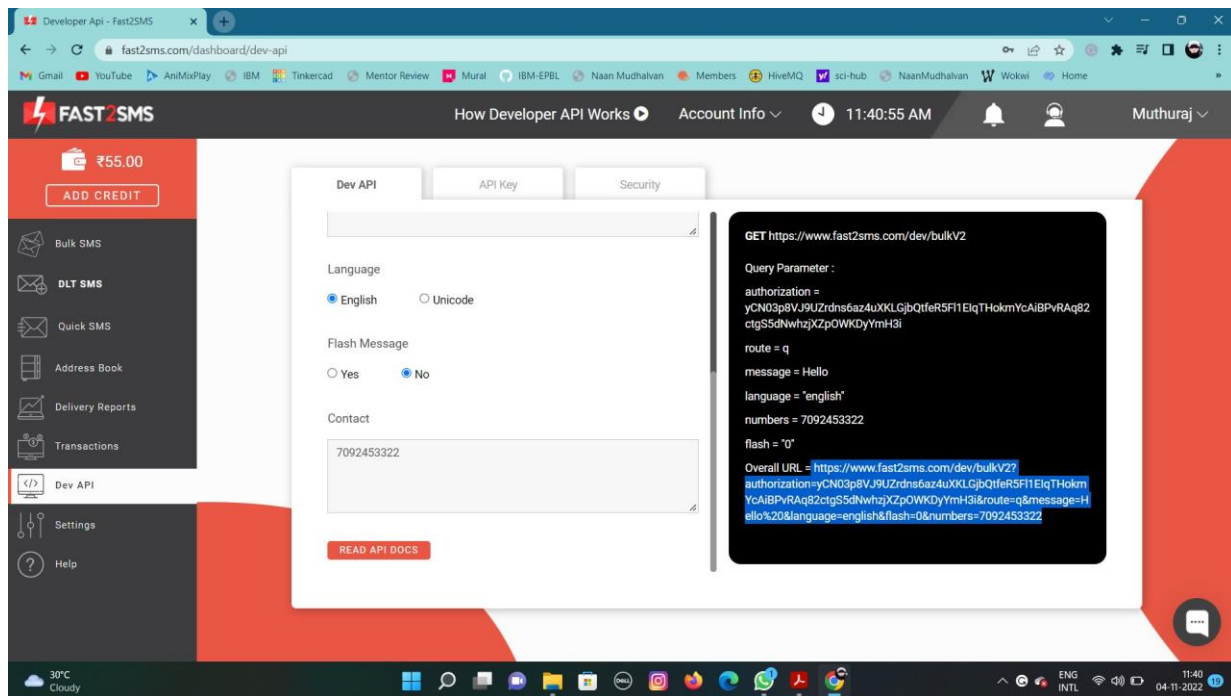 Developer Api - Fast2SMS
fast2sms.com/dashboard/dev-api
Gmail YouTube AniMixPlay IBM Tinkercad Mentor Review Mural IBM-EPBL Naan Mudhalvan Members HiveMQ sci-hub NaanMudhalvan Wokwi Home »
FAST2SMS How Developer API Works Account Info 11:40:55 AM Muthuraj
₹55.00
ADD CREDIT
Bulk SMS
DLT SMS
Quick SMS
Address Book
Delivery Reports
Transactions
Dev API
Settings
Help
Dev API API Key Security
Language
English Unicode
Flash Message
Yes No
Contact
7092453322
READ API DOCS
GET https://www.fast2sms.com/dev/bulkV2
Query Parameter :
authorization =
yCN03p8VJ9UZrdns6az4uXKLGjbQtfeR5Fl1EIqTHokmYcAiBPvRAq82
ctgS5dNwhzjXZpOWKDyYmH3i
route = q
message = Hello
language = "english"
numbers = 7092453322
flash = "0"
Overall URL = https://www.fast2sms.com/dev/bulkV2?
authorization=yCN03p8VJ9UZrdns6az4uXKLGjbQtfeR5Fl1EIqTHokm
YcAiBPvRAq82ctgS5dNwhzjXZpOWKDyYmH3i&route=q&message=H
ello%20&language=english&flash=0&numbers=7092453322
30°C
Cloudy
DELL
ENG
INTL
11:40
04-11-2022
19